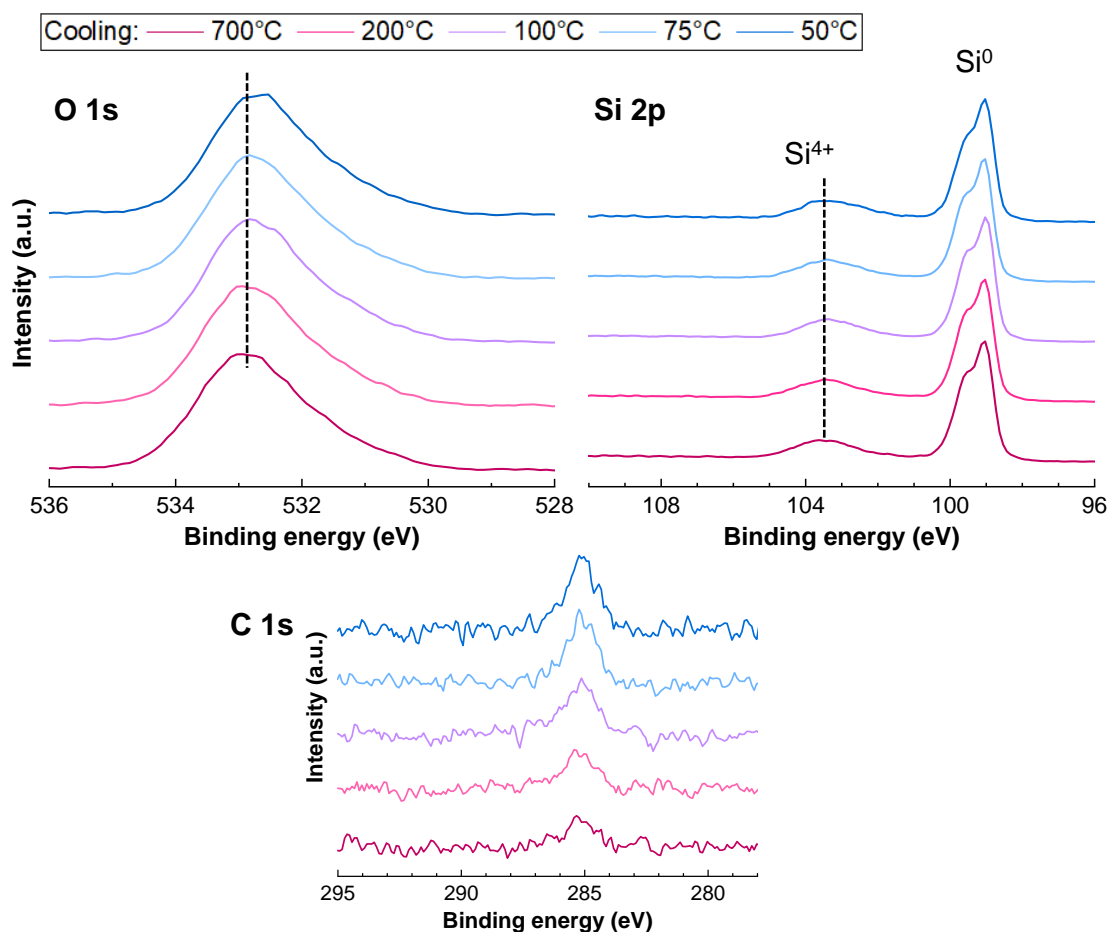 Cooling: 700°C 200°C 100°C 75°C 50°C
O 1s
Si 2p
Si⁴⁺
Si⁰
Intensity (a.u.)
536 534 532 530 528
Binding energy (eV)
108 104 100 96
Binding energy (eV)
C 1s
Intensity (a.u.)
295 290 285 280
Binding energy (eV)